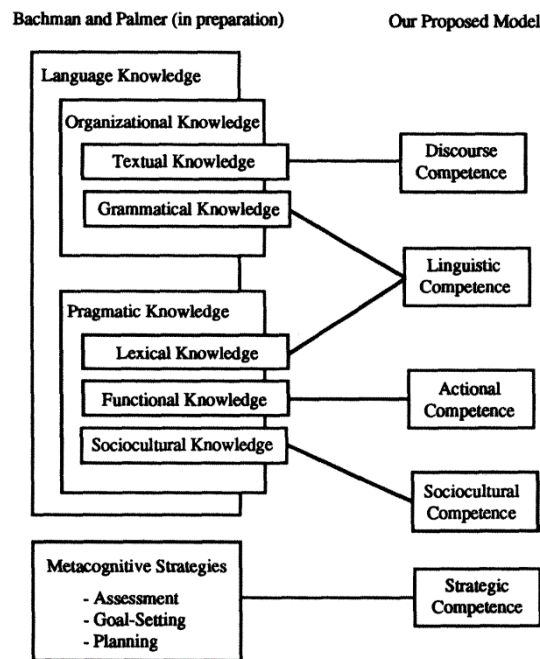 Bachman and Palmer (in preparation)
Our Proposed Model
Language Knowledge
Organizational Knowledge
Textual Knowledge
Discourse
Competence
Grammatical Knowledge
Linguistic
Competence
Pragmatic Knowledge
Lexical Knowledge
Functional Knowledge
Actional
Competence
Sociocultural Knowledge
Sociocultural
Competence
Metacognitive Strategies
- Assessment
- Goal-Setting
- Planning
Strategic
Competence